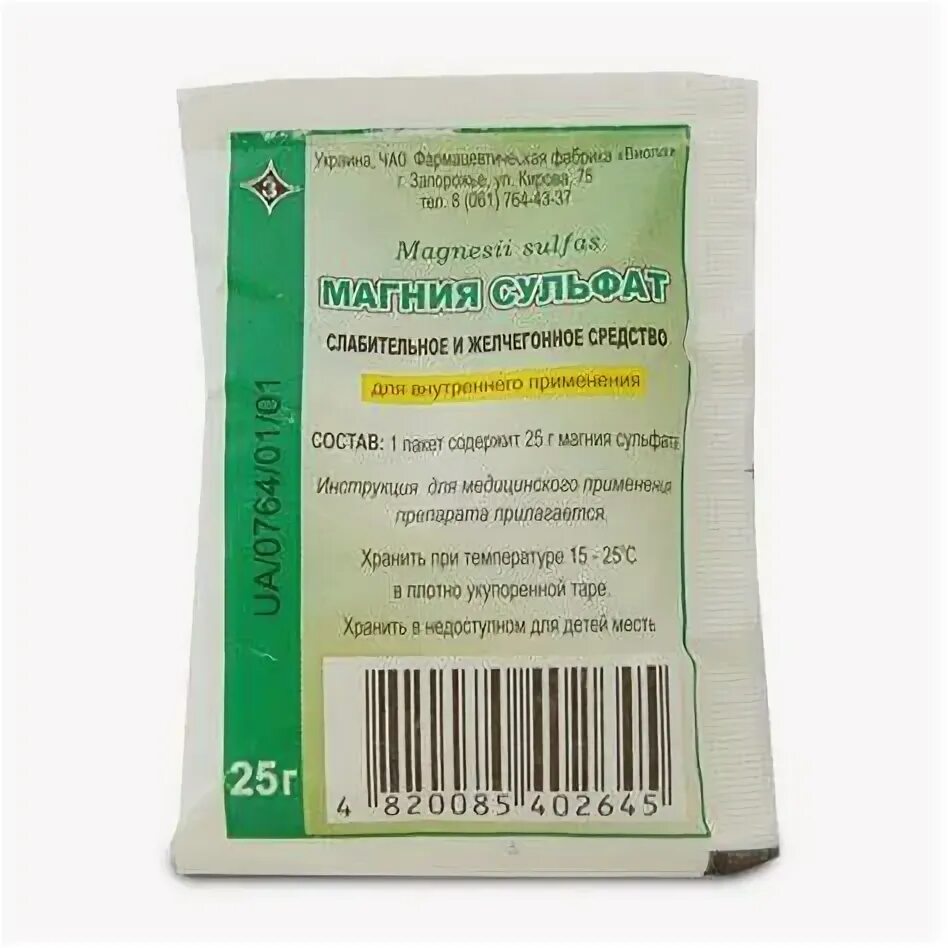 Украина, ЧАО Фармацевтическая фабрика «Виола»
г. Запорожье, ул. Кирова, 75
тел. 8 (061) 764-43-37
З
Magnesii sulfas
МАГНИЯ СУЛЬФАТ
СЛАБИТЕЛЬНОЕ И ЖЕЛЧЕГОННОЕ СРЕДСТВО
для внутреннего применения
СОСТАВ: 1 пакет содержит 25 г магния сульфата
Инструкция для медицинского применения
препарата прилагается
Хранить при температуре 15 - 25°C
в плотно укупоренной таре.
Хранить в недоступном для детей месте
UA/0764/01/01
25г
4 820085 402645